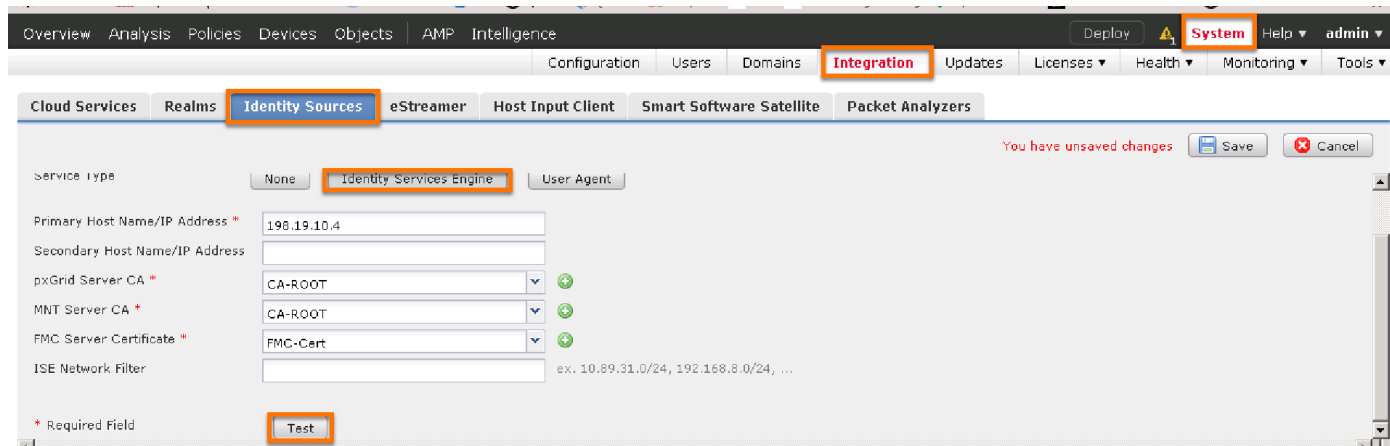 Overview Analysis Policies Devices Objects AMP Intelligence Deploy 1 System Help ▾ admin ▾
Configuration Users Domains Integration Updates Licenses ▾ Health ▾ Monitoring ▾ Tools ▾
Cloud Services Realms Identity Sources eStreamer Host Input Client Smart Software Satellite Packet Analyzers
You have unsaved changes Save Cancel
Service Type None Identity Services Engine User Agent
Primary Host Name/IP Address * 198.19.10.4
Secondary Host Name/IP Address
pxGrid Server CA * CA-ROOT
MNT Server CA * CA-ROOT
FMC Server Certificate * FMC-Cert
ISE Network Filter ex. 10.89.31.0/24, 192.168.8.0/24, ...
* Required Field Test